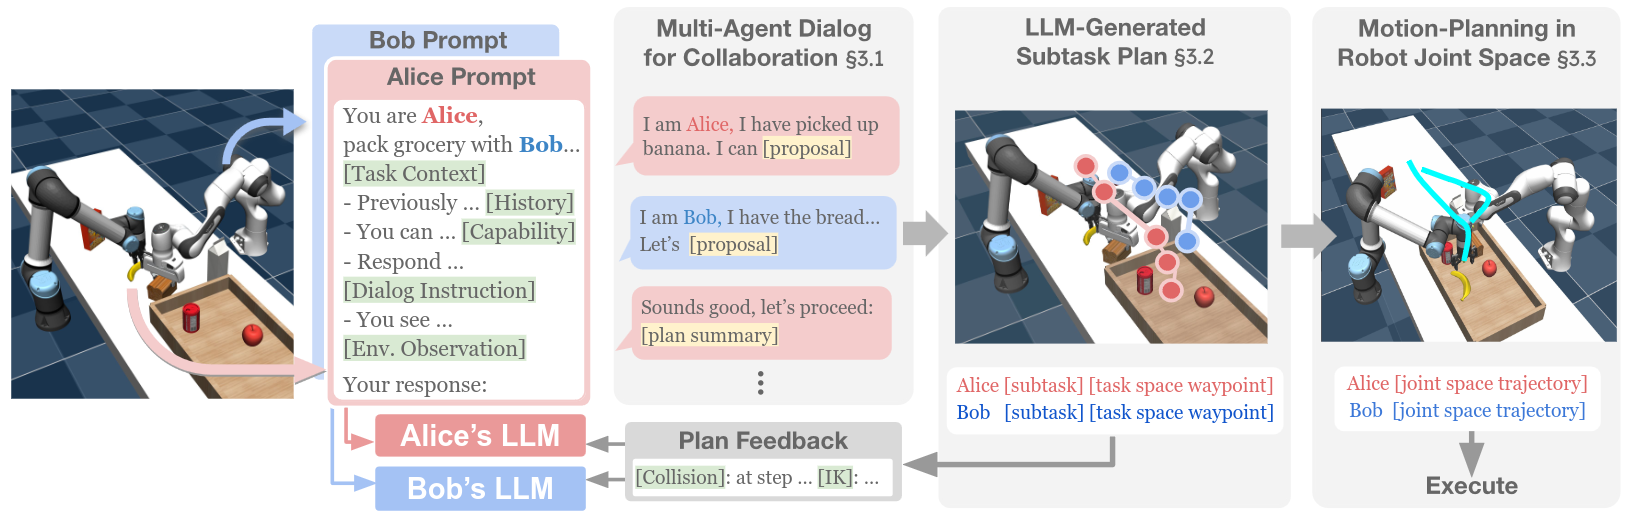 Bob Prompt
Alice Prompt
You are Alice,
pack grocery with Bob...
[Task Context]
- Previously ... [History]
- You can ... [Capability]
- Respond ...
[Dialog Instruction]
- You see ...
[Env. Observation]
Your response:
Alice's LLM
Bob's LLM
Multi-Agent Dialog
for Collaboration §3.1
I am Alice, I have picked up
banana. I can [proposal]
I am Bob, I have the bread...
Let's [proposal]
Sounds good, let's proceed:
[plan summary]
Plan Feedback
[Collision]: at step ... [IK]: ...
LLM-Generated
Subtask Plan §3.2
Alice [subtask] [task space waypoint]
Bob [subtask] [task space waypoint]
Motion-Planning in
Robot Joint Space §3.3
Alice [joint space trajectory]
Bob [joint space trajectory]
Execute